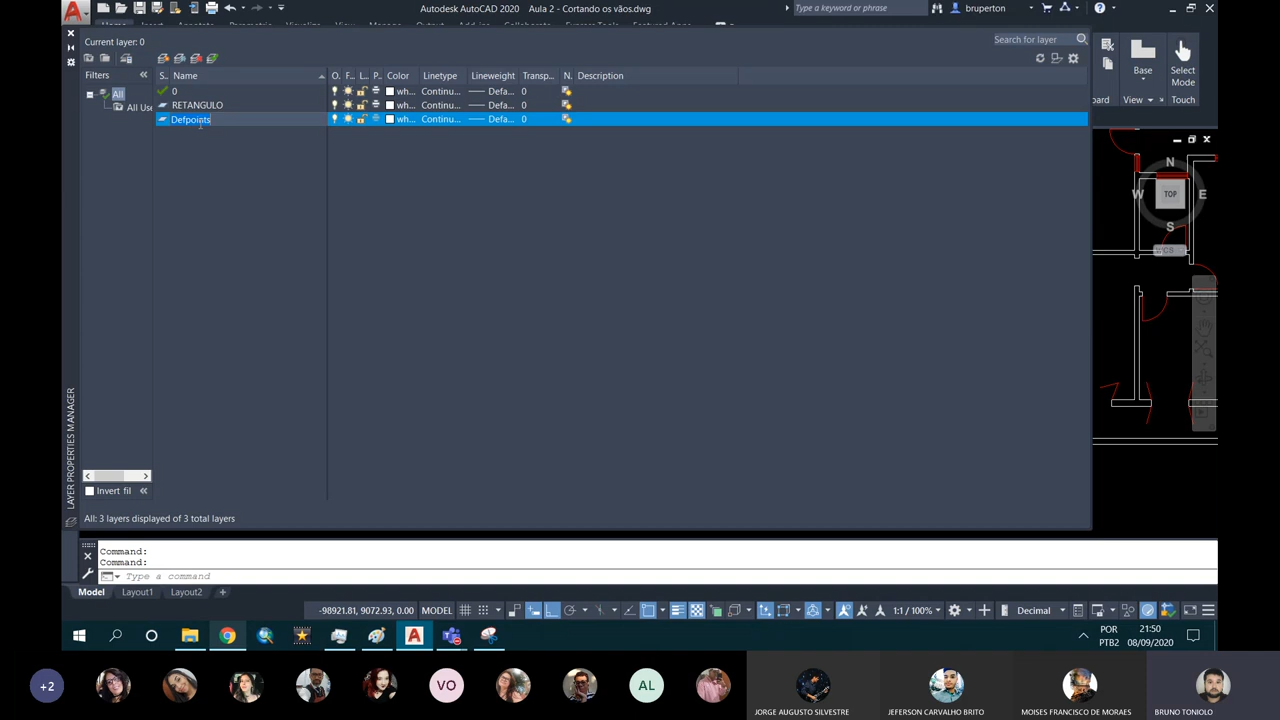 Autodesk AutoCAD 2020 Aula 2 - Cortando os vãos.dwg
Type a keyword or phrase
bruperton
Current layer: 0
Search for layer
Filters
S.. Name
O. F.. L... P.. Color Linetype Lineweight Transp... N. Description
All
All Use
0 wh... Continu... Defa... 0
RETANGULO wh... Continu... Defa... 0
Defpoints wh... Continu... Defa... 0
Base
Select
Mode
ard View
Touch
N
W TOP E
S
WCS
LAYER PROPERTIES MANAGER
Invert fil
All: 3 layers displayed of 3 total layers
Command:
Command:
Type a command
Model Layout1 Layout2
-98921.81, 9072.93, 0.00 MODEL 1:1 / 100% Decimal
POR 21:50
PTB2 08/09/2020
+2
VO
AL
JORGE AUGUSTO SILVESTRE
JEFERSON CARVALHO BRITO
MOISES FRANCISCO DE MORAES
BRUNO TONIOLO